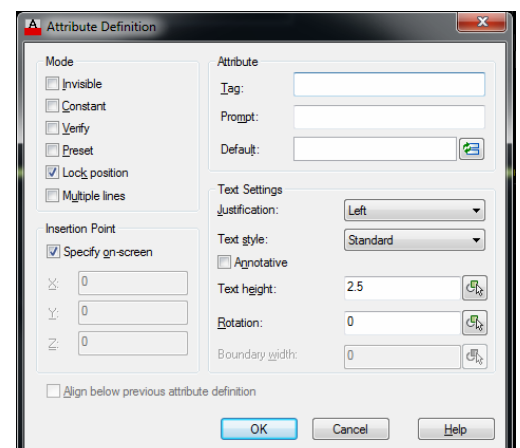 Attribute Definition
Mode
Invisible
Constant
Verify
Preset
Lock position
Multiple lines
Insertion Point
Specify on-screen
X:
0
Y:
0
Z:
0
Attribute
Tag:
Prompt:
Default:
Text Settings
Justification:
Left
Text style:
Standard
Annotative
Text height:
2.5
Rotation:
0
Boundary width:
0
Align below previous attribute definition
OK
Cancel
Help